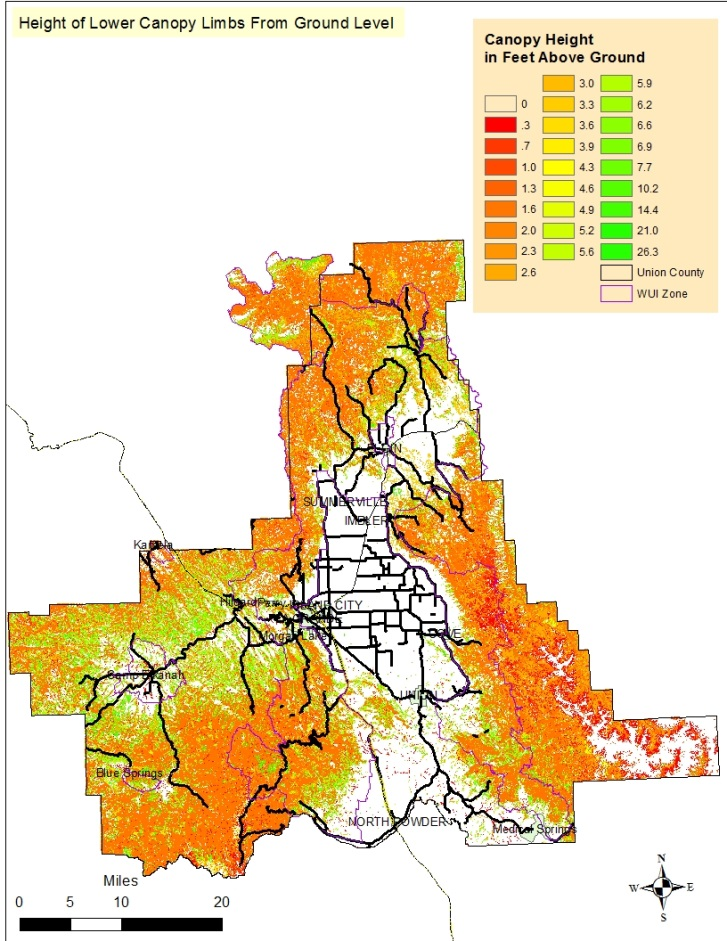 Height of Lower Canopy Limbs From Ground Level
Canopy Height
in Feet Above Ground
0
.3
.7
1.0
1.3
1.6
2.0
2.3
2.6
3.0
3.3
3.6
3.9
4.3
4.6
4.9
5.2
5.6
5.9
6.2
6.6
6.9
7.7
10.2
14.4
21.0
26.3
Union County
WUI Zone
SUMMERVILLE
IMBLER
CITY
Morgan Lake
Camp
UNION
Blue Springs
NORTH POWDER
Medical Springs
Miles
0 5 10 20
N
W E
S